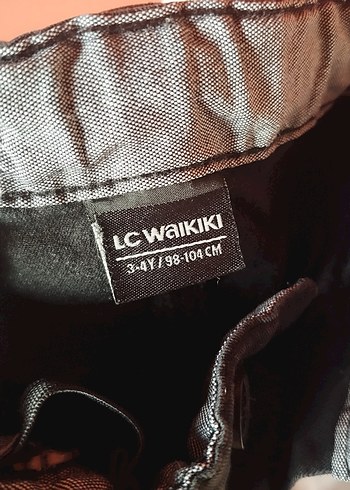 LC WAIKIKI
3-4Y / 98-104 CM